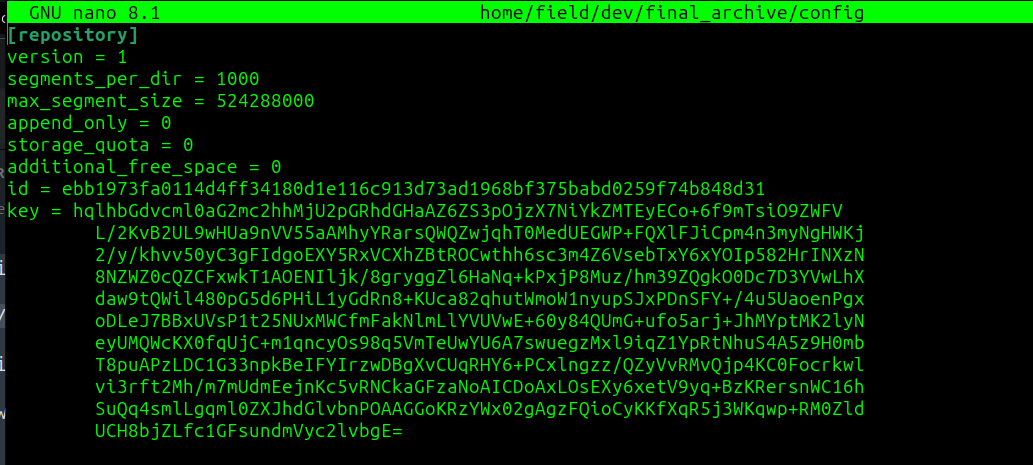 GNU nano 8.1 home/field/dev/final_archive/config
[repository]
version = 1
segments_per_dir = 1000
max_segment_size = 524288000
append_only = 0
storage_quota = 0
additional_free_space = 0
id = ebb1973fa0114d4ff34180d1e116c913d73ad1968bf375babd0259f74b848d31
key = hqlhbGdvcml0aG2mc2hhMjU2pGRhdGHaAZ6ZS3pOjzX7NiYkZMTEyECo+6f9mTsiO9ZWFV
L/2KvB2UL9wHUa9nVV55aAMhyYRarsQWQZwjqhT0MedUEGWP+FQXlFJiCpm4n3myNgHWKj
2/y/khvv50yC3gFIdgoEXY5RxVCXhZBtROCwthh6sc3m4Z6VsebTxY6xYOIp582HrINXzN
8NZWZ0cQZCFxwkT1AOENIljk/8gryggZl6HaNq+kPxjP8Muz/hm39ZQgkO0Dc7D3YVwLhX
daw9tQWil480pG5d6PHiL1yGdRn8+KUca82qhutWmoW1nyupSJxPDnSFY+/4u5UaoenPgx
oDLeJ7BBxUVsP1t25NUxMWCfmFakNlmLlYVUVwE+60y84QUmG+ufo5arj+JhMYptMK2lyN
eyUMQWcKX0fqUjC+m1qncyOs98q5VmTeUwYU6A7swuegzMxl9iqZ1YpRtNhuS4A5z9H0mb
T8puAPzLDC1G33npkBeIFYIrzwDBgXvCUqRHY6+PCxlngzz/QZyVvRMvQjp4KC0Focrkwl
vi3rft2Mh/m7mUdmEejnKc5vRNCkaGFzaNoAICDoAxLOsEXy6xetV9yq+BzKRersnWC16h
SuQq4smlLgqml0ZXJhdGlvbnPOAAGGoKRzYWx02gAgzFQioCyKKfXqR5j3WKqwp+RM0Zld
UCH8bjZLfc1GFsundmVyc2lvbgE=